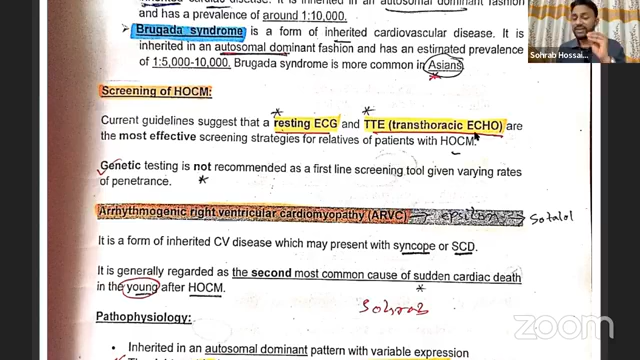 inherited cardiac disease. It is inherited in an autosomal dominant fashion
and has a prevalence of around 1:10,000.
Brugada syndrome is a form of inherited cardiovascular disease. It is
inherited in an autosomal dominant fashion and has an estimated prevalence
of 1:5,000-10,000. Brugada syndrome is more common in Asians
Sohrab Hossai...
Screening of HOCM:
Current guidelines suggest that a resting ECG and TTE (transthoracic ECHO) are
the most effective screening strategies for relatives of patients with HOCM.
Genetic testing is not recommended as a first line screening tool given varying rates
of penetrance.
Arrhythmogenic right ventricular cardiomyopathy (ARVC) → epsilon → Sotalol
It is a form of inherited CV disease which may present with syncope or SCD.
It is generally regarded as the second most common cause of sudden cardiac death
in the young after HOCM.
Sohrab
Pathophysiology:
• Inherited in an autosomal dominant pattern with variable expression
zoom